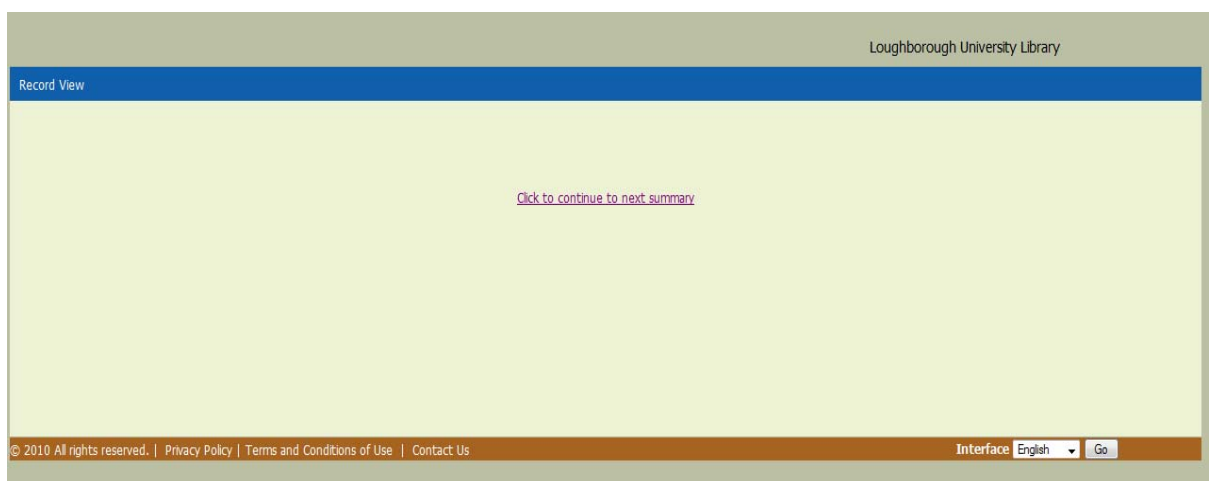 Loughborough University Library
Record View
Click to continue to next summary
© 2010 All rights reserved. | Privacy Policy | Terms and Conditions of Use | Contact Us Interface English Go